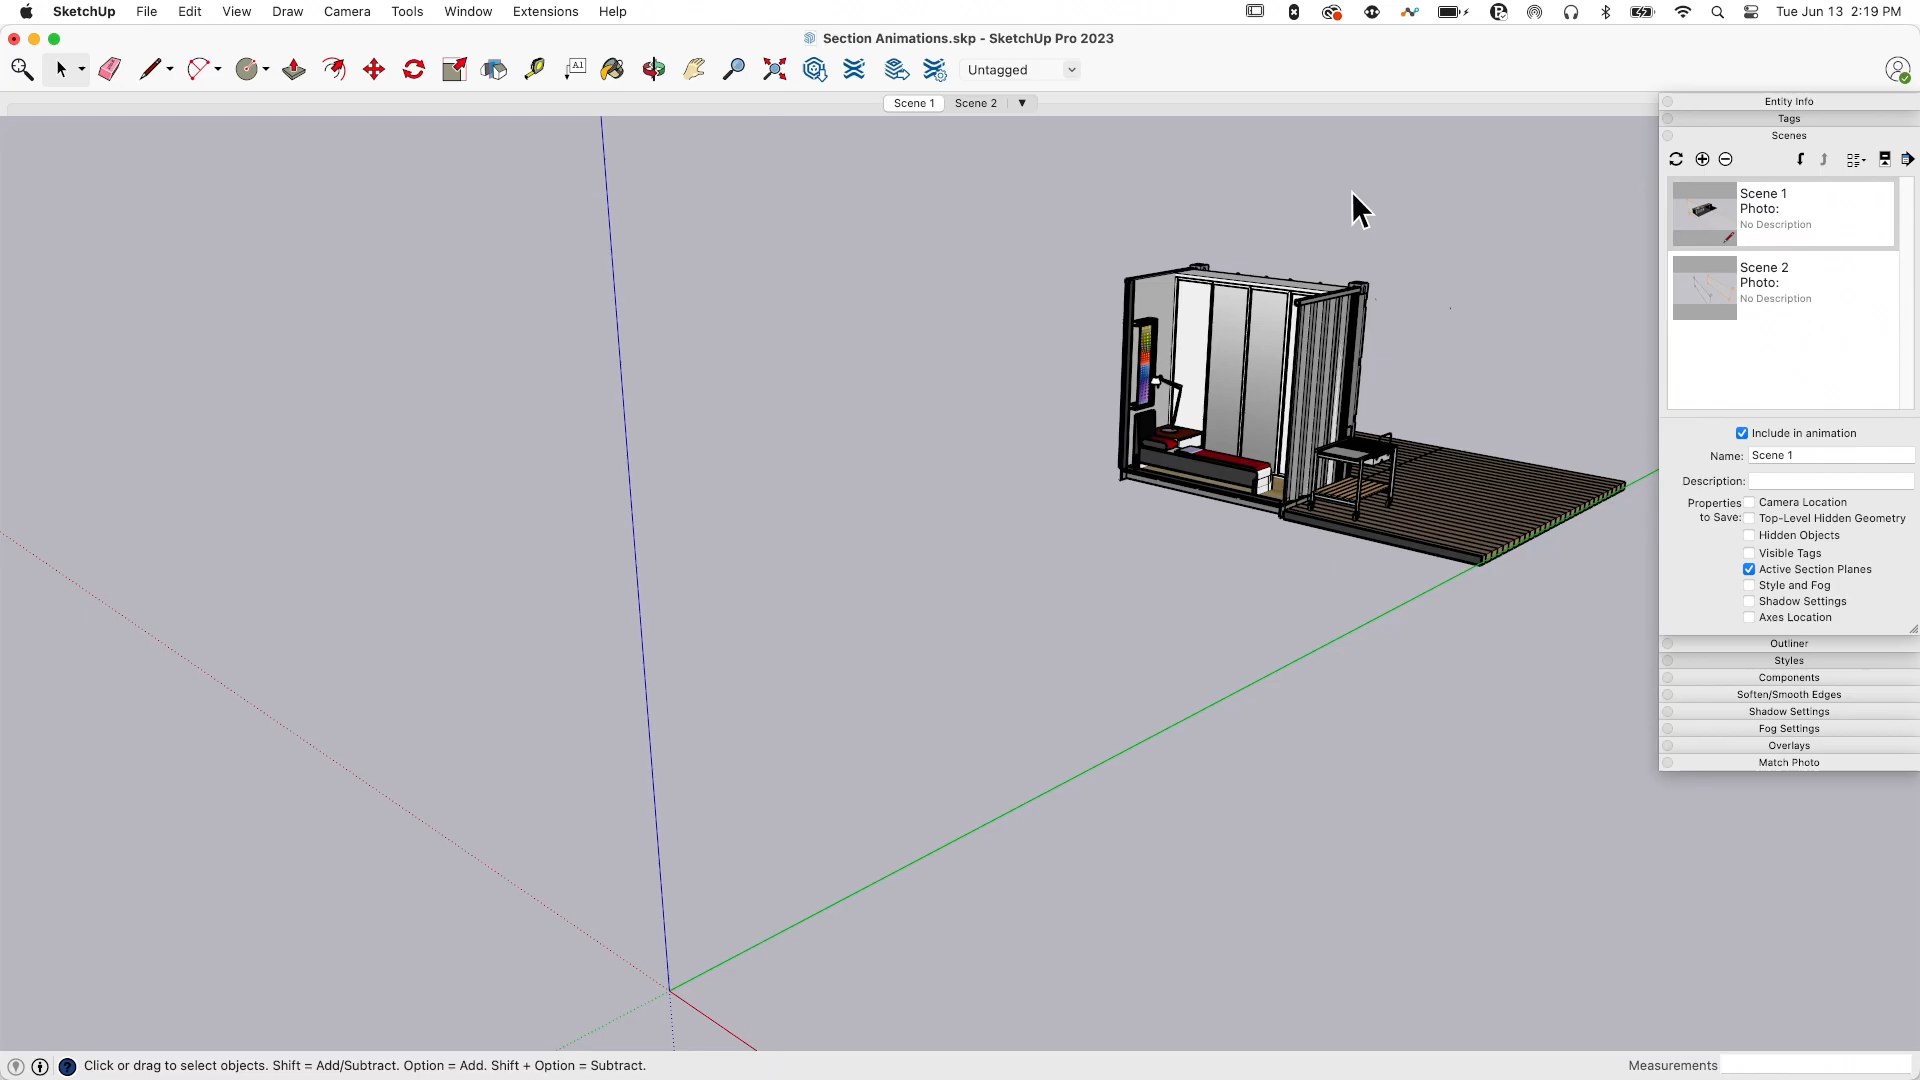 SketchUp File Edit View Draw Camera Tools Window Extensions Help Tue Jun 13 2:19 PM
Section Animations.skp - SketchUp Pro 2023
A1
Untagged
Scene 1 Scene 2
Entity Info
Tags
Scenes
Scene 1
Photo:
No Description
Scene 2
Photo:
No Description
Include in animation
Name: Scene 1
Description:
Properties to Save:
Camera Location
Top-Level Hidden Geometry
Hidden Objects
Visible Tags
Active Section Planes
Style and Fog
Shadow Settings
Axes Location
Outliner
Styles
Components
Soften/Smooth Edges
Shadow Settings
Fog Settings
Overlays
Match Photo
Click or drag to select objects. Shift = Add/Subtract. Option = Add. Shift + Option = Subtract.
Measurements